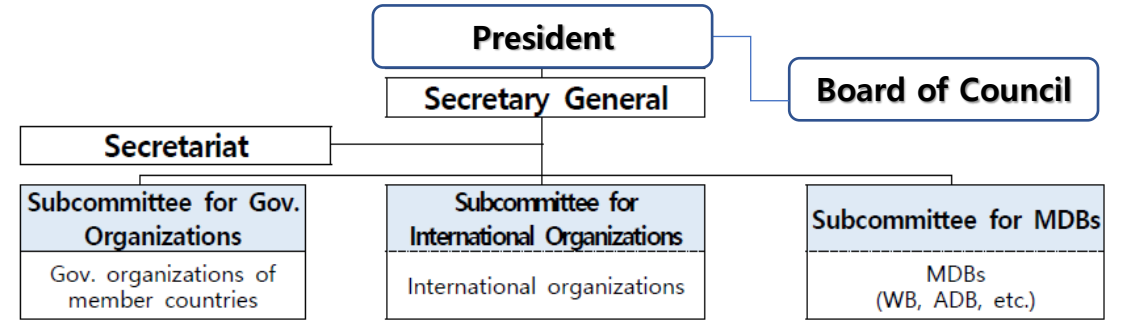 President
Board of Council
Secretary General
Secretariat
Subcommittee for Gov.
Organizations
Gov. organizations of
member countries
Subcommittee for
International Organizations
International organizations
Subcommittee for MDBs
MDBs
(WB, ADB, etc.)